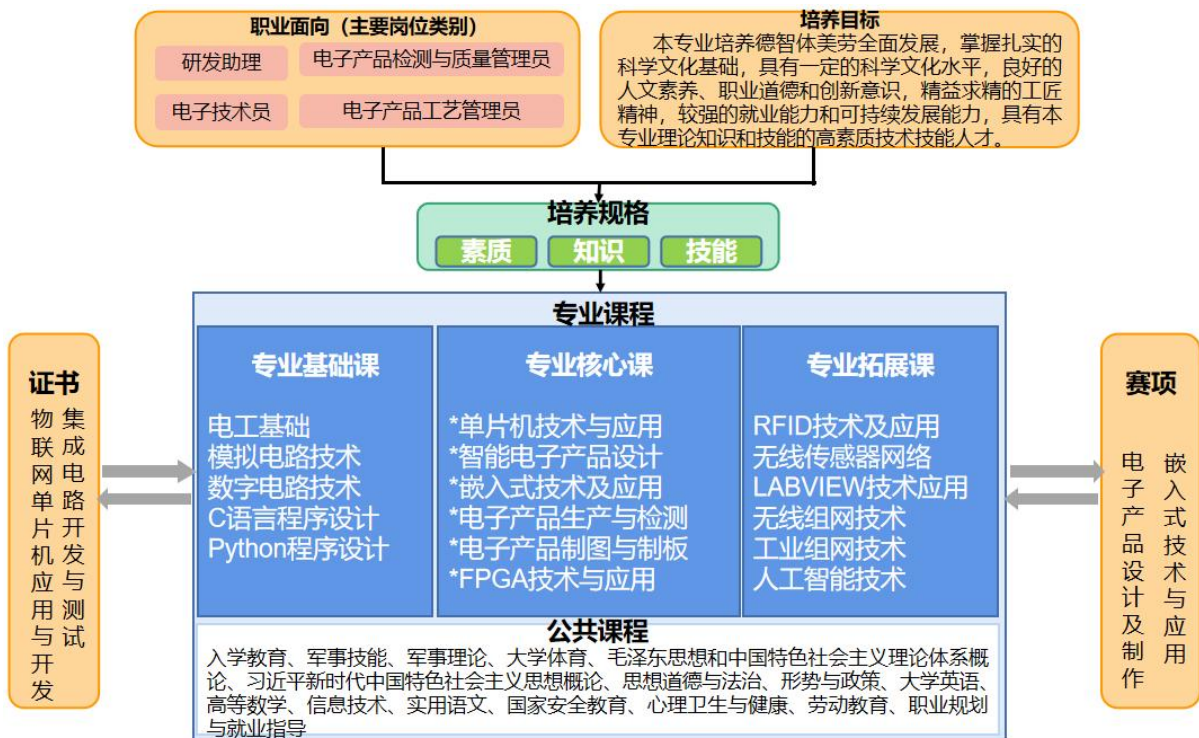 职业面向（主要岗位类别）
研发助理
电子产品检测与质量管理员
电子技术员
电子产品工艺管理员
培养目标
本专业培养德智体美劳全面发展，掌握扎实的
科学文化基础，具有一定的科学文化水平，良好的
人文素养、职业道德和创新意识，精益求精的工匠
精神，较强的就业能力和可持续发展能力，具有本
专业理论知识和技能的高素质技术技能人才。
培养规格
素质
知识
技能
证书
集成电路开发与测试
物联网单片机应用与开发
专业课程
专业基础课
电工基础
模拟电路技术
数字电路技术
C语言程序设计
Python程序设计
专业核心课
*单片机技术与应用
*智能电子产品设计
*嵌入式技术及应用
*电子产品生产与检测
*电子产品制图与制板
*FPGA技术与应用
专业拓展课
RFID技术及应用
无线传感器网络
LABVIEW技术应用
无线组网技术
工业组网技术
人工智能技术
公共课程
入学教育、军事技能、军事理论、大学体育、毛泽东思想和中国特色社会主义理论体系概
论、习近平新时代中国特色社会主义思想概论、思想道德与法治、形势与政策、大学英语、
高等数学、信息技术、实用语文、国家安全教育、心理卫生与健康、劳动教育、职业规划
与就业指导
赛项
嵌入式技术与应用
电子产品设计及制作